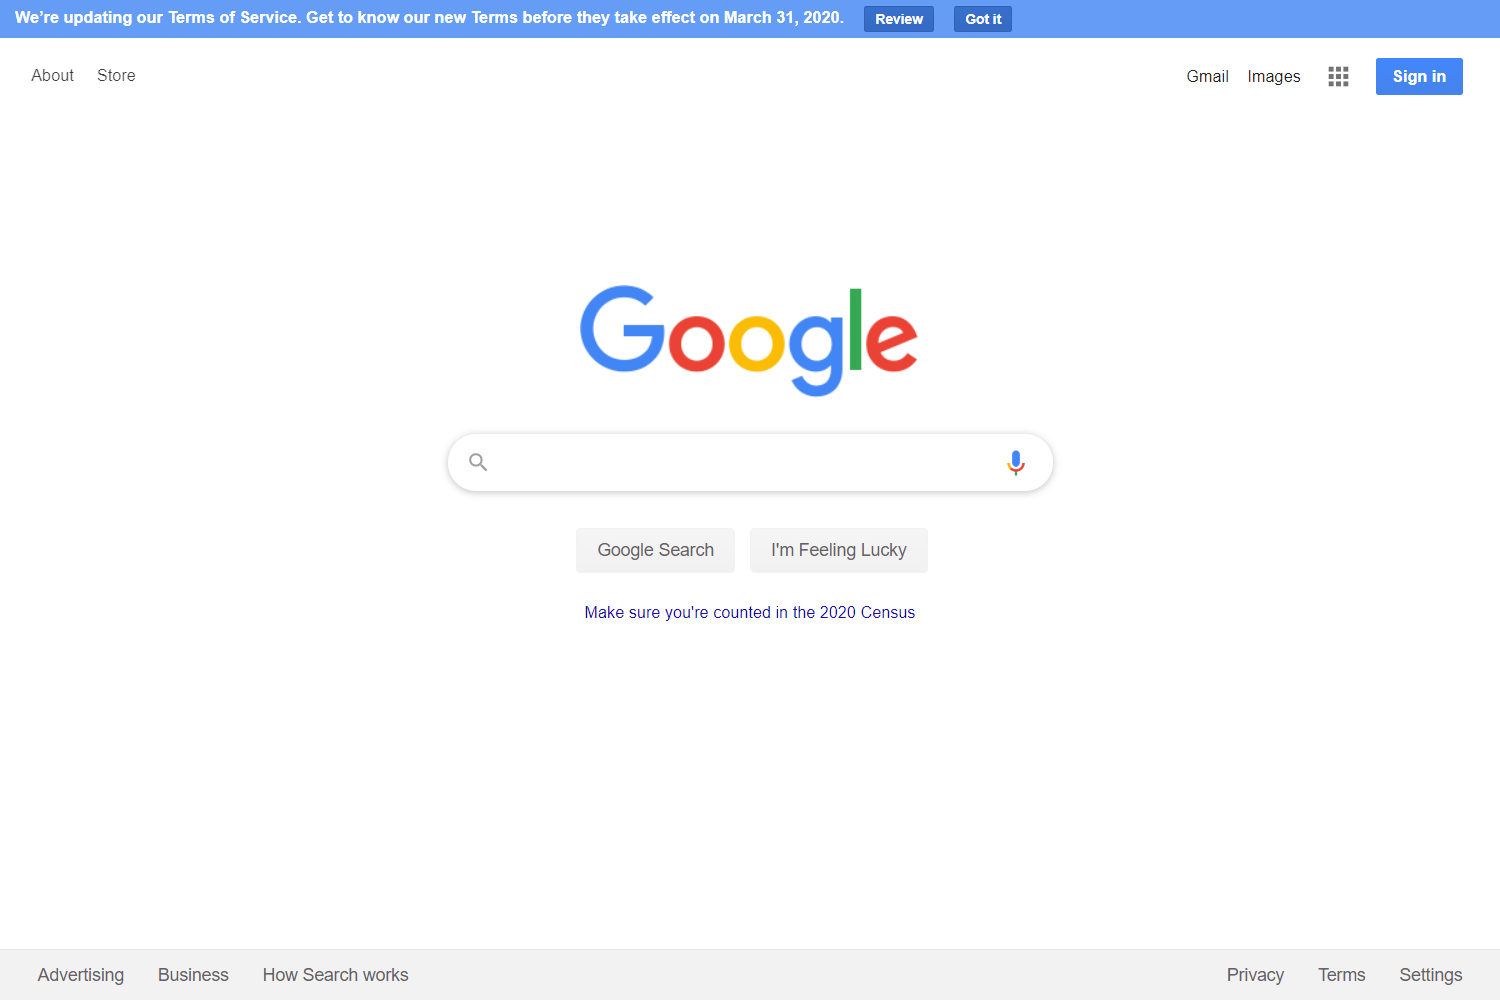 We’re updating our Terms of Service. Get to know our new Terms before they take effect on March 31, 2020. Review Got it
About Store Gmail Images Sign in
Google
Google Search I'm Feeling Lucky
Make sure you're counted in the 2020 Census
Advertising Business How Search works Privacy Terms Settings